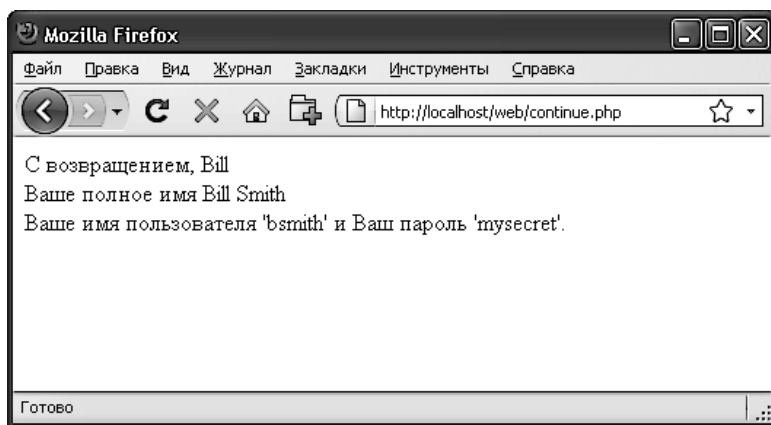 Mozilla Firefox
Файл Правка Вид Журнал Закладки Инструменты Справка
http://localhost/web/continue.php
С возвращением, Bill
Ваше полное имя Bill Smith
Ваше имя пользователя 'bsmith' и Ваш пароль 'mysecret'.
Готово